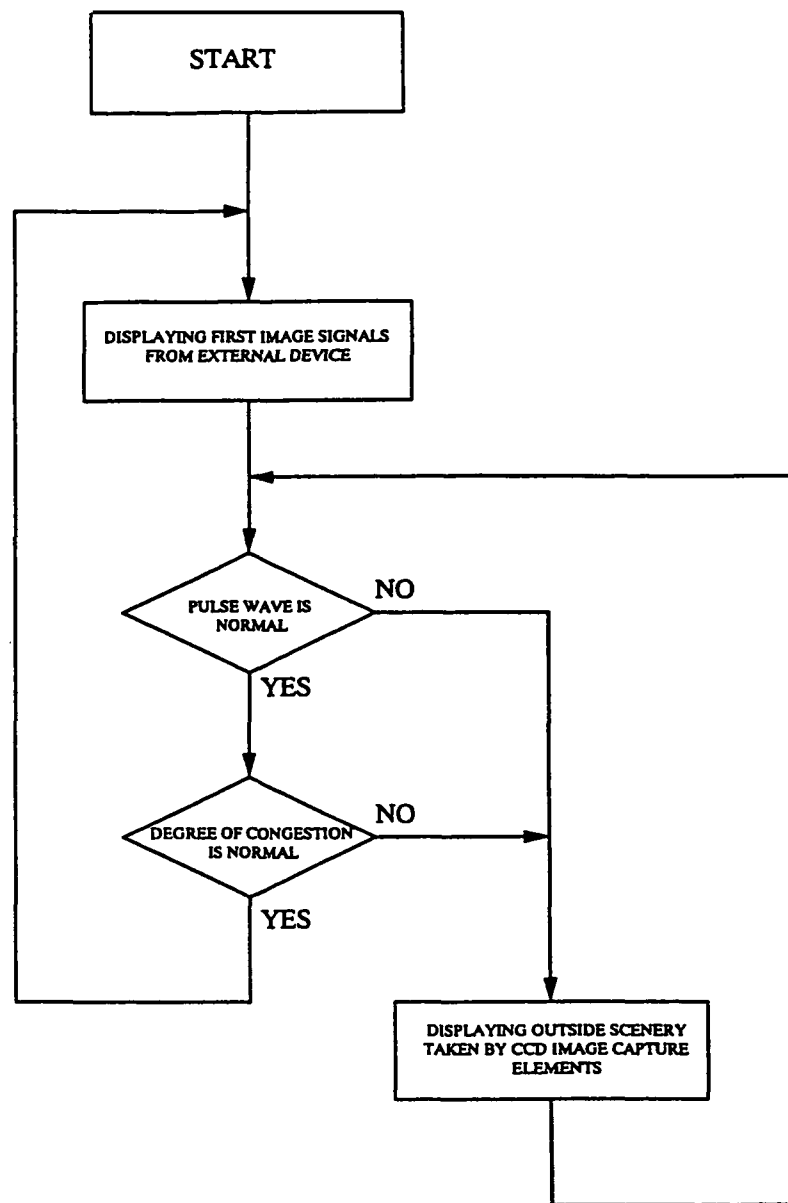 START
DISPLAYING FIRST IMAGE SIGNALS
FROM EXTERNAL DEVICE
PULSE WAVE IS
NORMAL
NO
YES
DEGREE OF CONGESTION
IS NORMAL
NO
YES
DISPLAYING OUTSIDE SCENERY
TAKEN BY CCD IMAGE CAPTURE
ELEMENTS